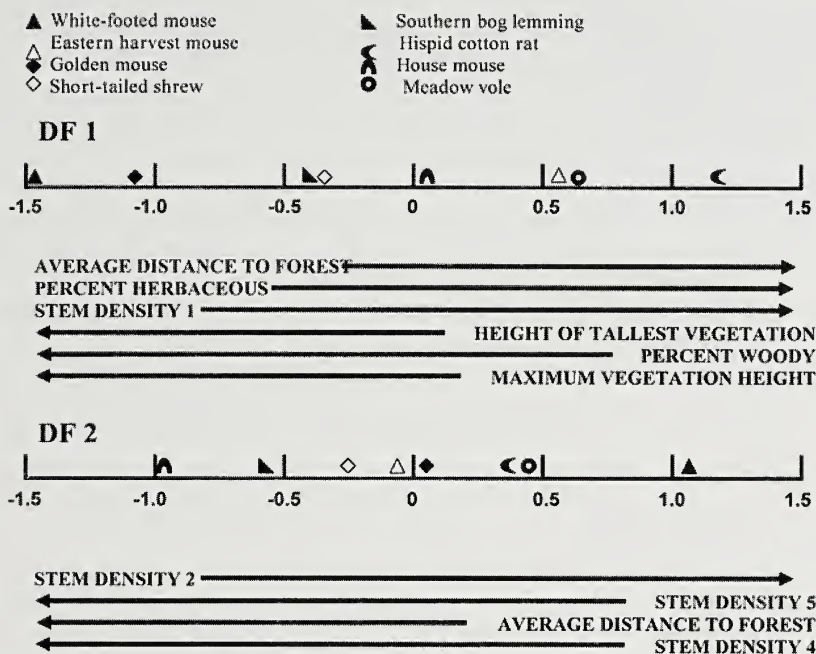 White-footed mouse
Eastern harvest mouse
Golden mouse
Short-tailed shrew
Southern bog lemming
Hispid cotton rat
House mouse
Meadow vole
DF 1
-1.5 -1.0 -0.5 0 0.5 1.0 1.5
AVERAGE DISTANCE TO FOREST
PERCENT HERBACEOUS
STEM DENSITY 1
HEIGHT OF TALLEST VEGETATION
PERCENT WOODY
MAXIMUM VEGETATION HEIGHT
DF 2
-1.5 -1.0 -0.5 0 0.5 1.0 1.5
STEM DENSITY 2
STEM DENSITY 5
AVERAGE DISTANCE TO FOREST
STEM DENSITY 4